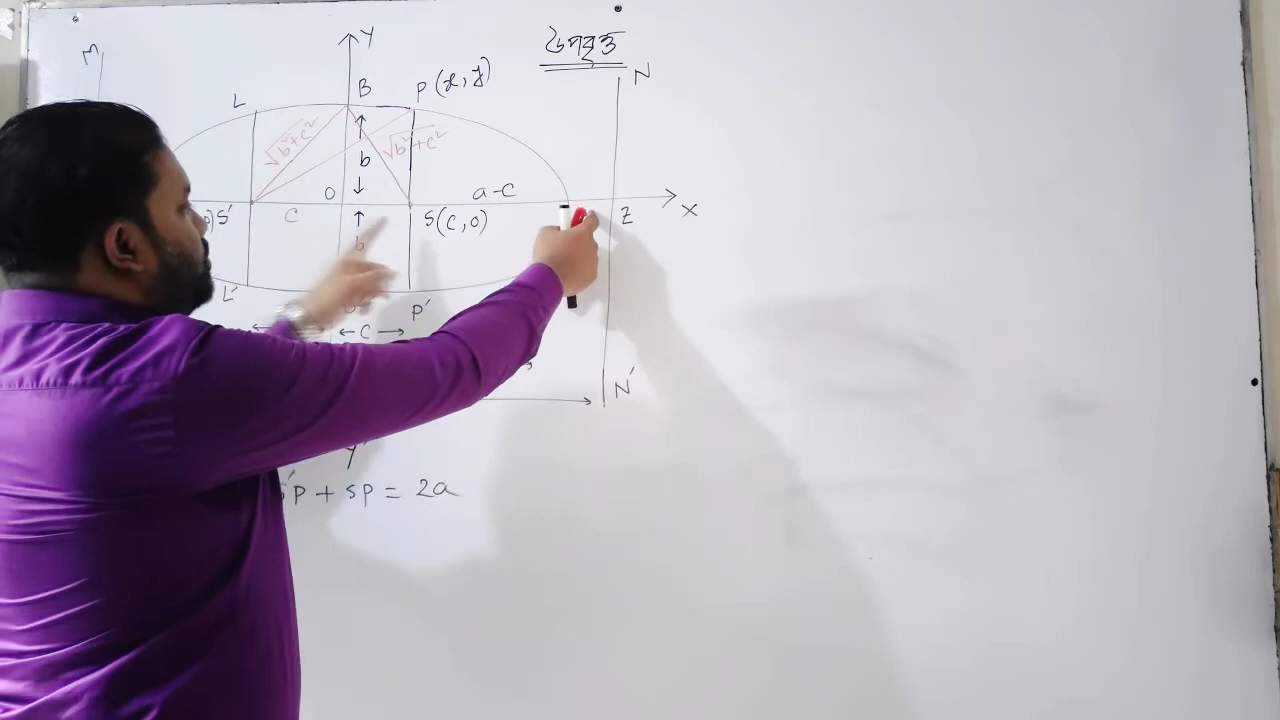 উপবৃত্ত
M
Y
N
B
P(x, y)
L
√b²+c²
√b²+c²
b
O
a-c
X
S′
C
S(C,0)
Z
b
L′
P′
← C →
N′
Y′
P + SP = 2a